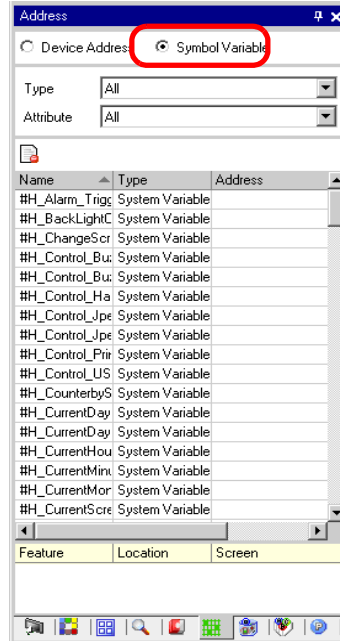 Address
Device Address Symbol Variable
Type All
Attribute All
Name Type Address
#H_Alarm_Trigg System Variable
#H_BackLightC System Variable
#H_ChangeScr System Variable
#H_Control_Bu: System Variable
#H_Control_Bu: System Variable
#H_Control_Ha System Variable
#H_Control_Jpe System Variable
#H_Control_Jpe System Variable
#H_Control_Prin System Variable
#H_Control_US System Variable
#H_CounterbyS System Variable
#H_CurrentDay System Variable
#H_CurrentDay System Variable
#H_CurrentHou System Variable
#H_CurrentMinu System Variable
#H_CurrentMor System Variable
#H_CurrentScre System Variable
Feature Location Screen